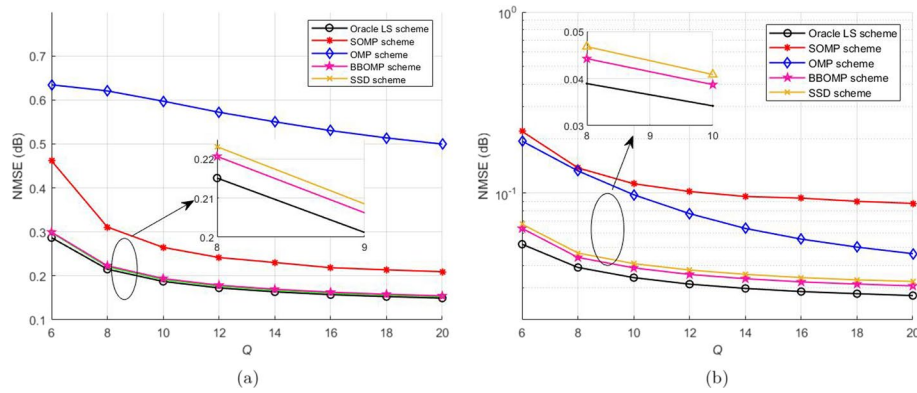 0.7
0.6
0.5
0.4
0.3
0.2
0.1
NMSE (dB)
Oracle LS scheme
SOMP scheme
OMP scheme
BBOMP scheme
SSD scheme
0.22
0.21
0.2
8
9
6
8
10
12
14
16
18
20
Q
(a)
10⁰
10⁻¹
NMSE (dB)
0.05
0.04
0.03
8
9
10
Oracle LS scheme
SOMP scheme
OMP scheme
BBOMP scheme
SSD scheme
6
8
10
12
14
16
18
20
Q
(b)